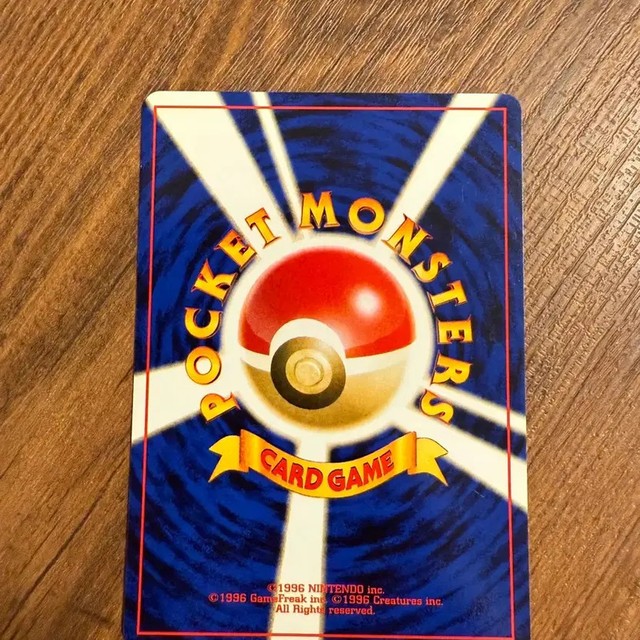 POCKET MONSTERS
CARD GAME
©1996 NINTENDO inc.
©1996 GameFreak inc. ©1996 Creatures inc.
All Rights reserved.